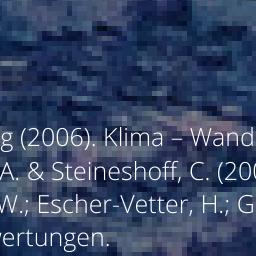 g (2006). Klima – Wand
A. & Steineshoff, C. (200
W.; Escher-Vetter, H.; G
vertungen.